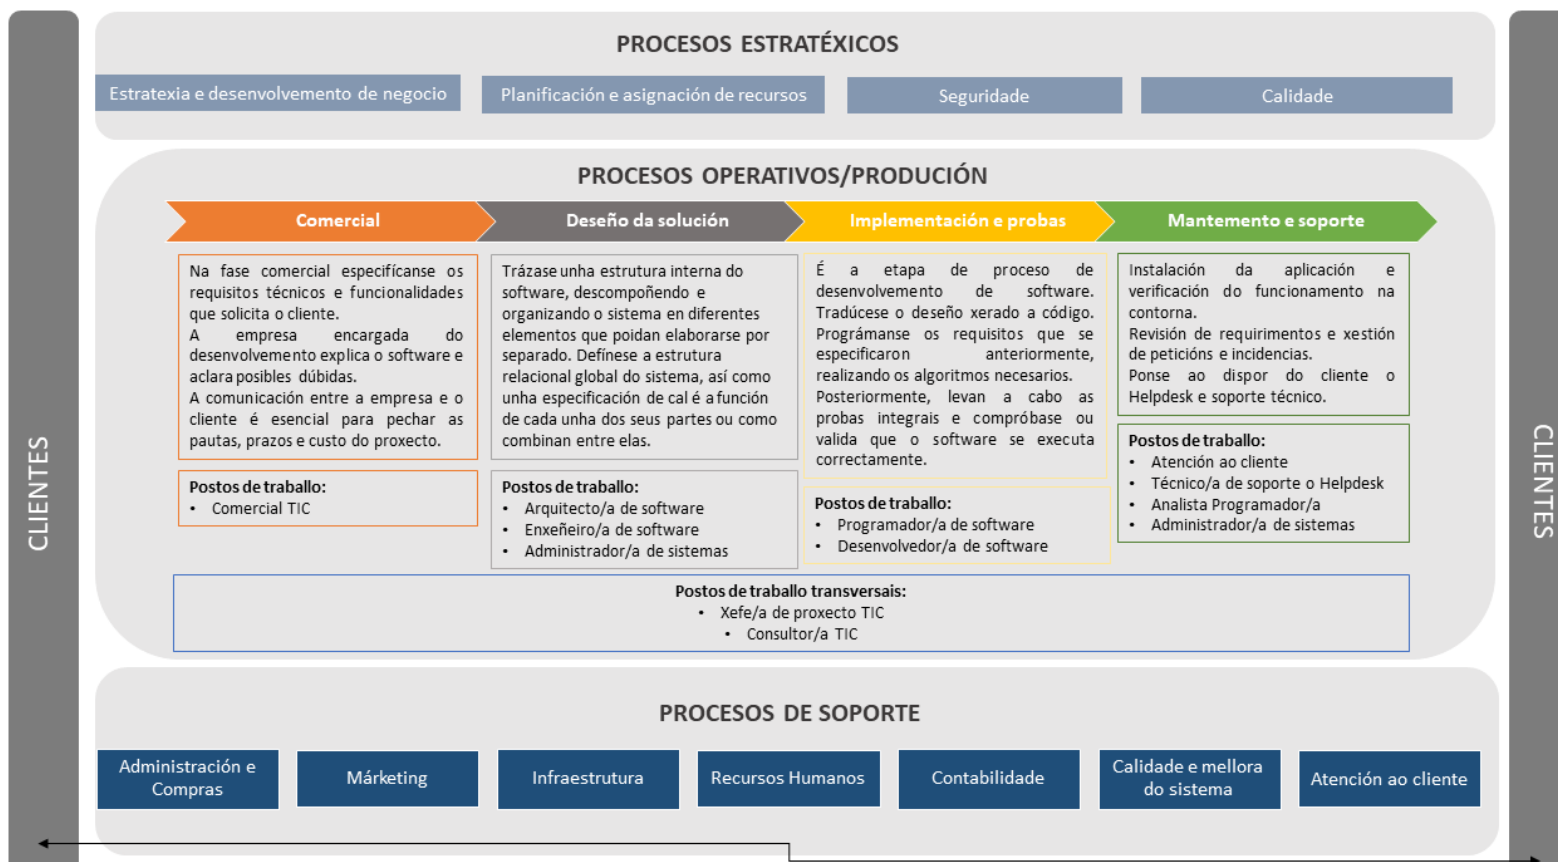 CLIENTES
PROCESOS ESTRATÉXICOS
Estratexia e desenvolvemento de negocio
Planificación e asignación de recursos
Seguridade
Calidade
PROCESOS OPERATIVOS/PRODUCIÓN
Comercial
Deseño da solución
Implementación e probas
Mantemento e soporte
Na fase comercial especifícanse os
requisitos técnicos e funcionalidades
que solicita o cliente.
A empresa encargada do
desenvolvemento explica o software e
aclara posibles dúbidas.
A comunicación entre a empresa e o
cliente é esencial para pechar as
pautas, prazos e custo do proxecto.
Postos de traballo:
• Comercial TIC
Trázase unha estrutura interna do
software, descompoñendo e
organizando o sistema en diferentes
elementos que poidan elaborarse por
separado. Defínese a estrutura
relacional global do sistema, así como
unha especificación de cal é a función
de cada unha dos seus partes ou como
combinan entre elas.
Postos de traballo:
• Arquitecto/a de software
• Enxeñeiro/a de software
• Administrador/a de sistemas
É a etapa de proceso de
desenvolvemento de software.
Tradúcese o deseño xerado a código.
Prográmanse os requisitos que se
especificaron anteriormente,
realizando os algoritmos necesarios.
Posteriormente, levan a cabo as
probas integrais e compróbase ou
valida que o software se executa
correctamente.
Postos de traballo:
• Programador/a de software
• Desenvolvedor/a de software
Instalación da aplicación e
verificación do funcionamento na
contorna.
Revisión de requirimentos e xestión
de peticións e incidencias.
Ponse ao dispor do cliente o
Helpdesk e soporte técnico.
Postos de traballo:
• Atención ao cliente
• Técnico/a de soporte o Helpdesk
• Analista Programador/a
• Administrador/a de sistemas
Postos de traballo transversais:
• Xefe/a de proxecto TIC
• Consultor/a TIC
PROCESOS DE SOPORTE
Administración e
Compras
Márketing
Infraestrutura
Recursos Humanos
Contabilidade
Calidade e mellora
do sistema
Atención ao cliente
CLIENTES